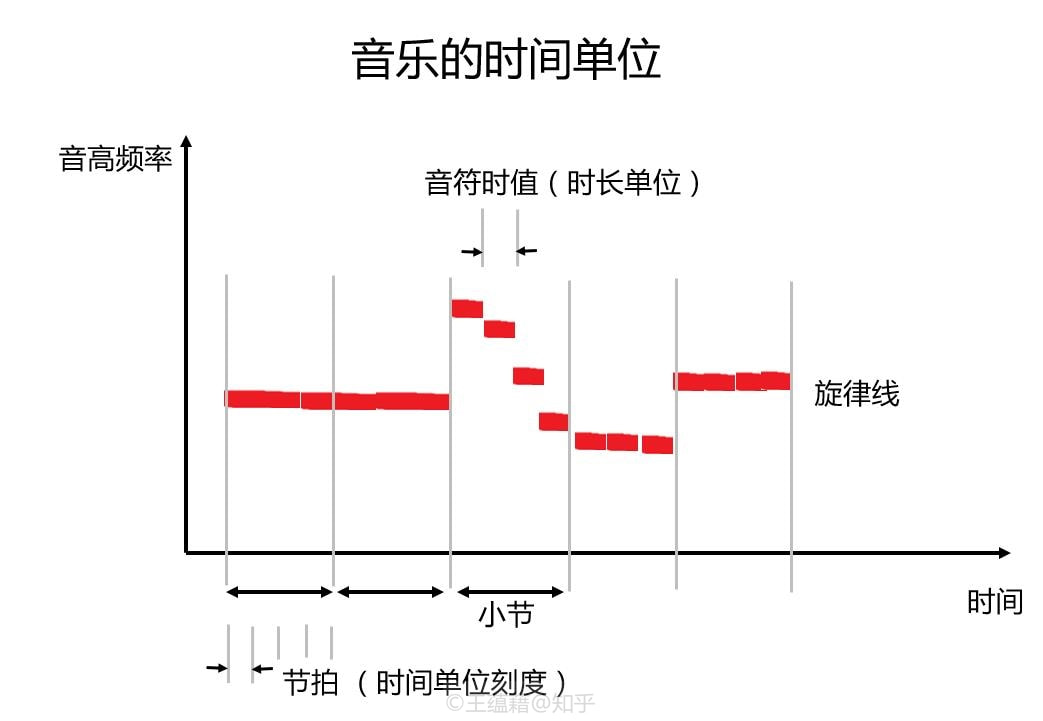 音乐的时间单位
音高频率
音符时值（时长单位）
旋律线
时间
小节
节拍（时间单位刻度）
©王蕴籍@知乎